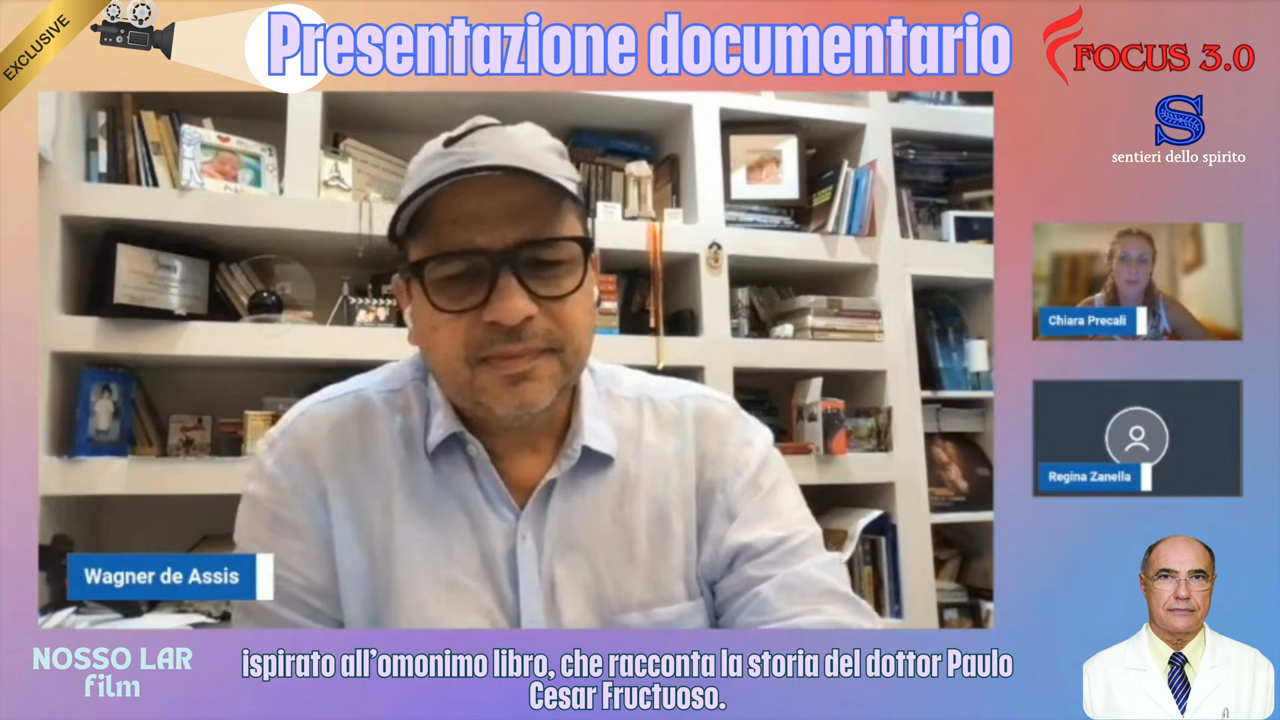 EXCLUSIVE
Presentazione documentario
FOCUS 3.0
S
sentieri dello spirito
Chiara Precali
Regina Zanella
Wagner de Assis
NOSSO LAR
film
ispirato all’omonimo libro, che racconta la storia del dottor Paulo
Cesar Fructuoso.